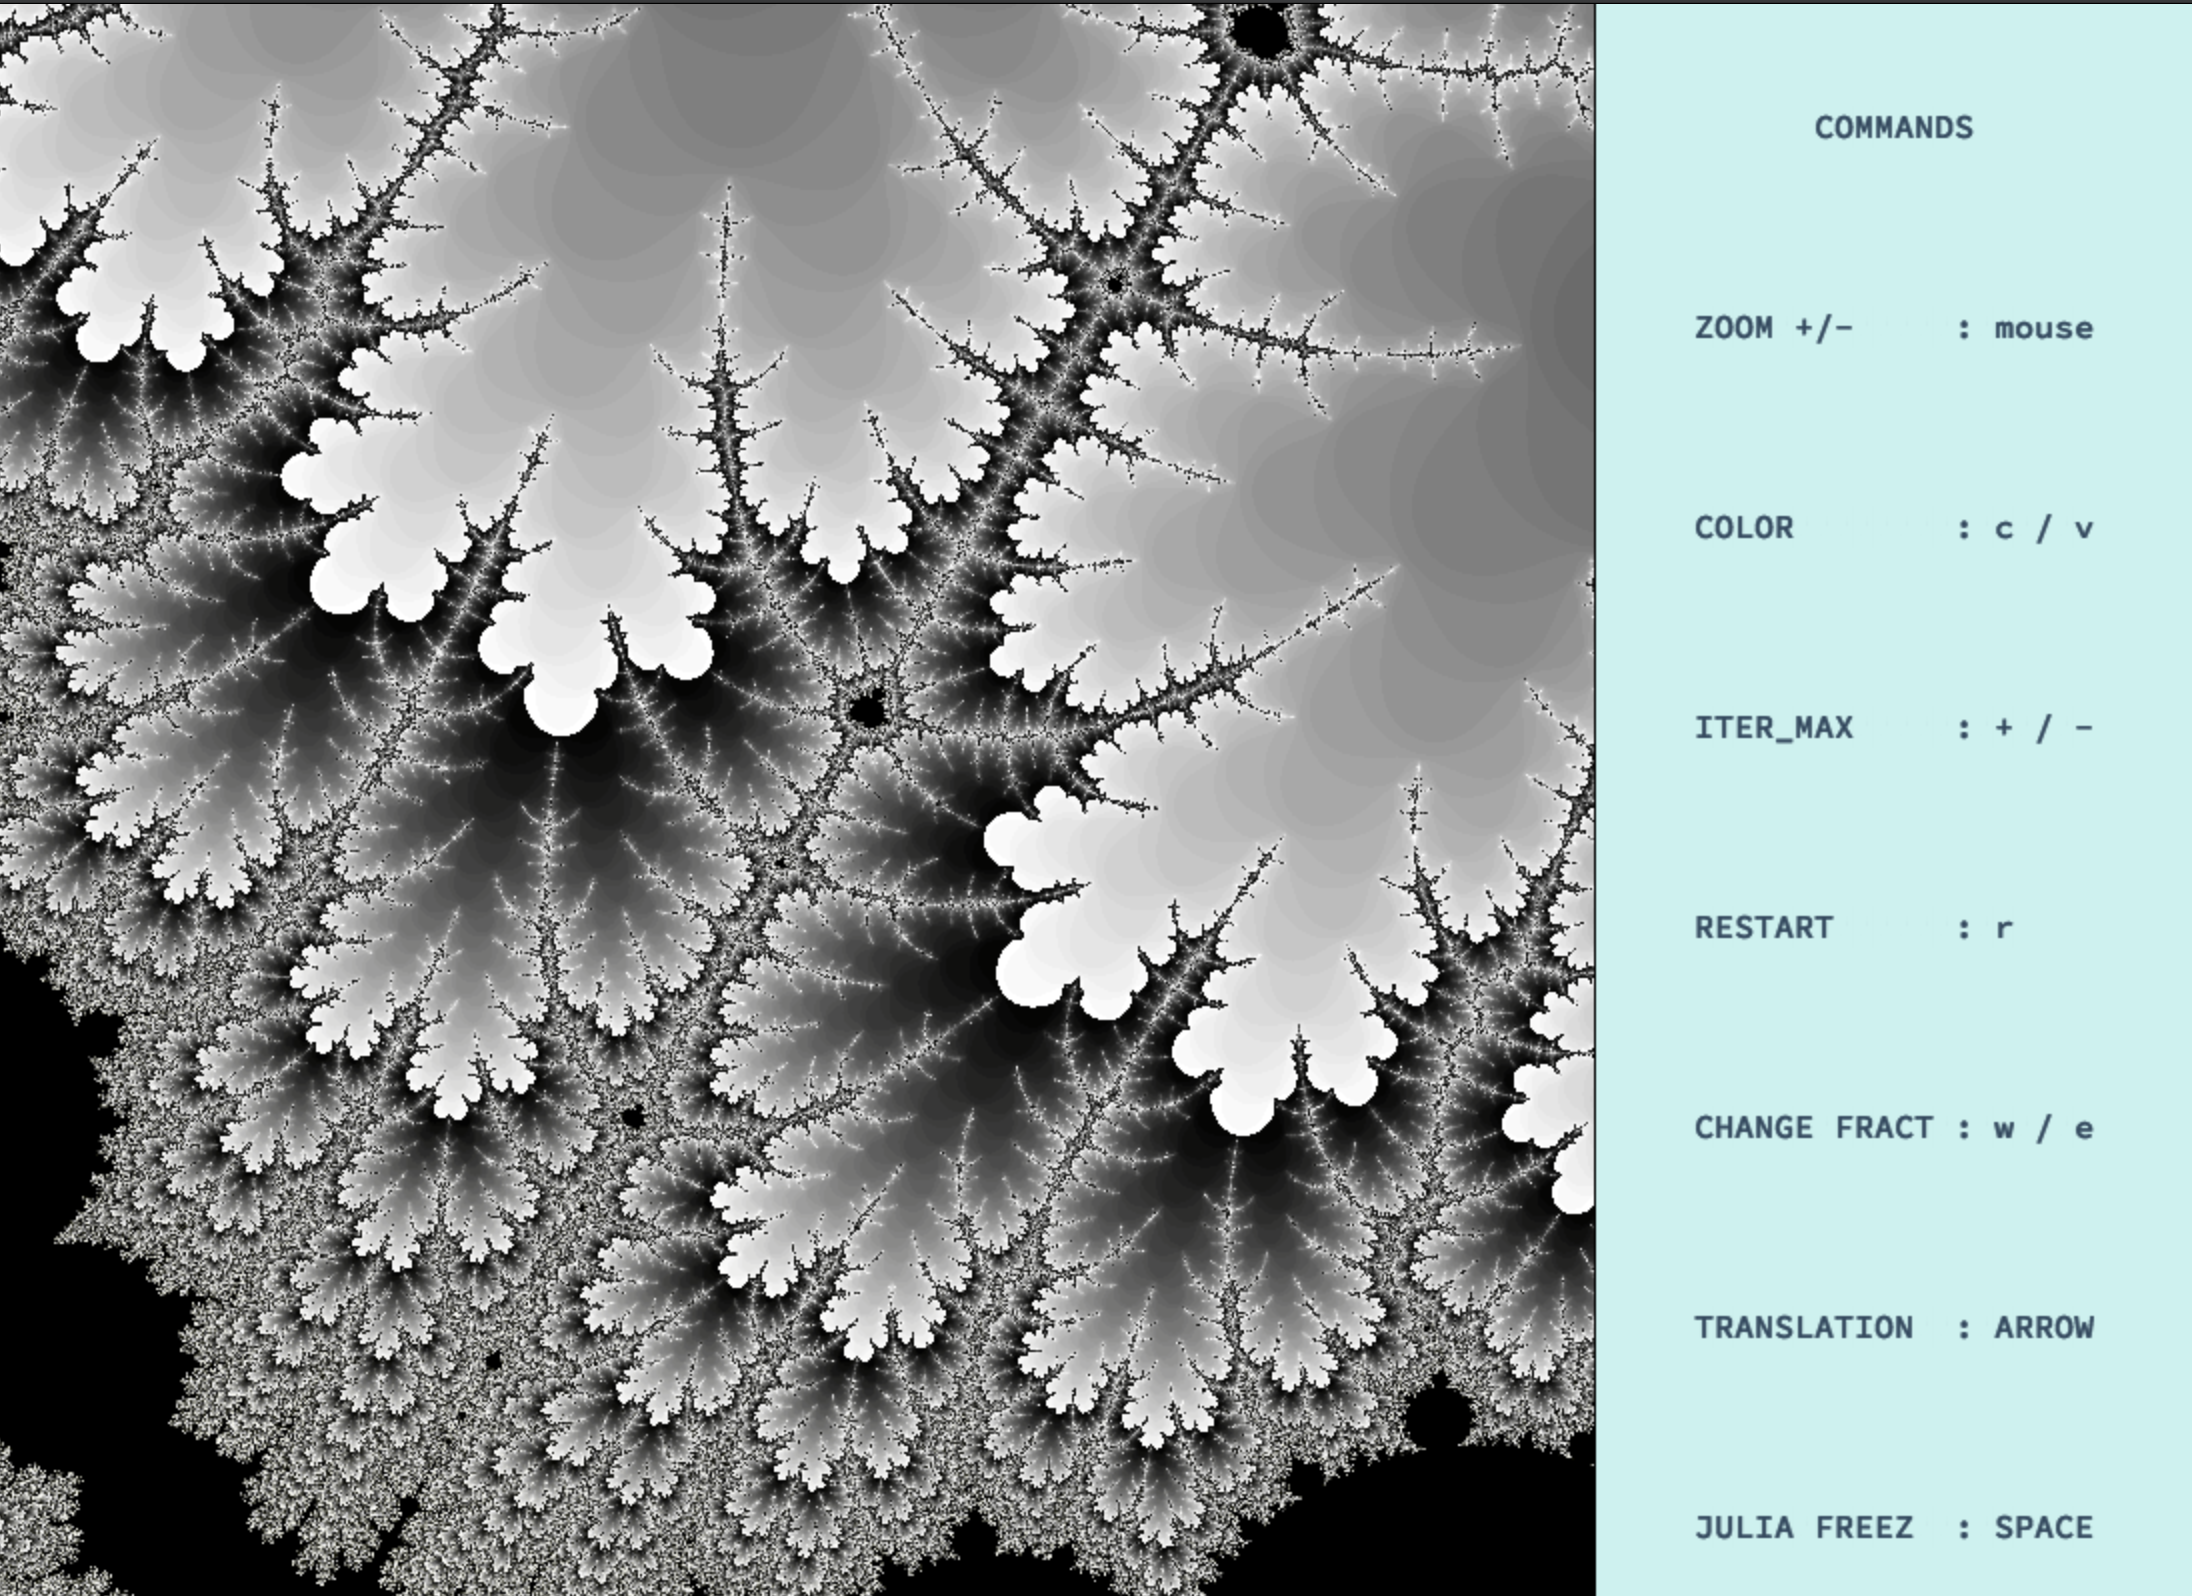 COMMANDS
ZOOM +/- : mouse
COLOR : c / v
ITER_MAX : + / -
RESTART : r
CHANGE FRACT : w / e
TRANSLATION : ARROW
JULIA FREEZ : SPACE